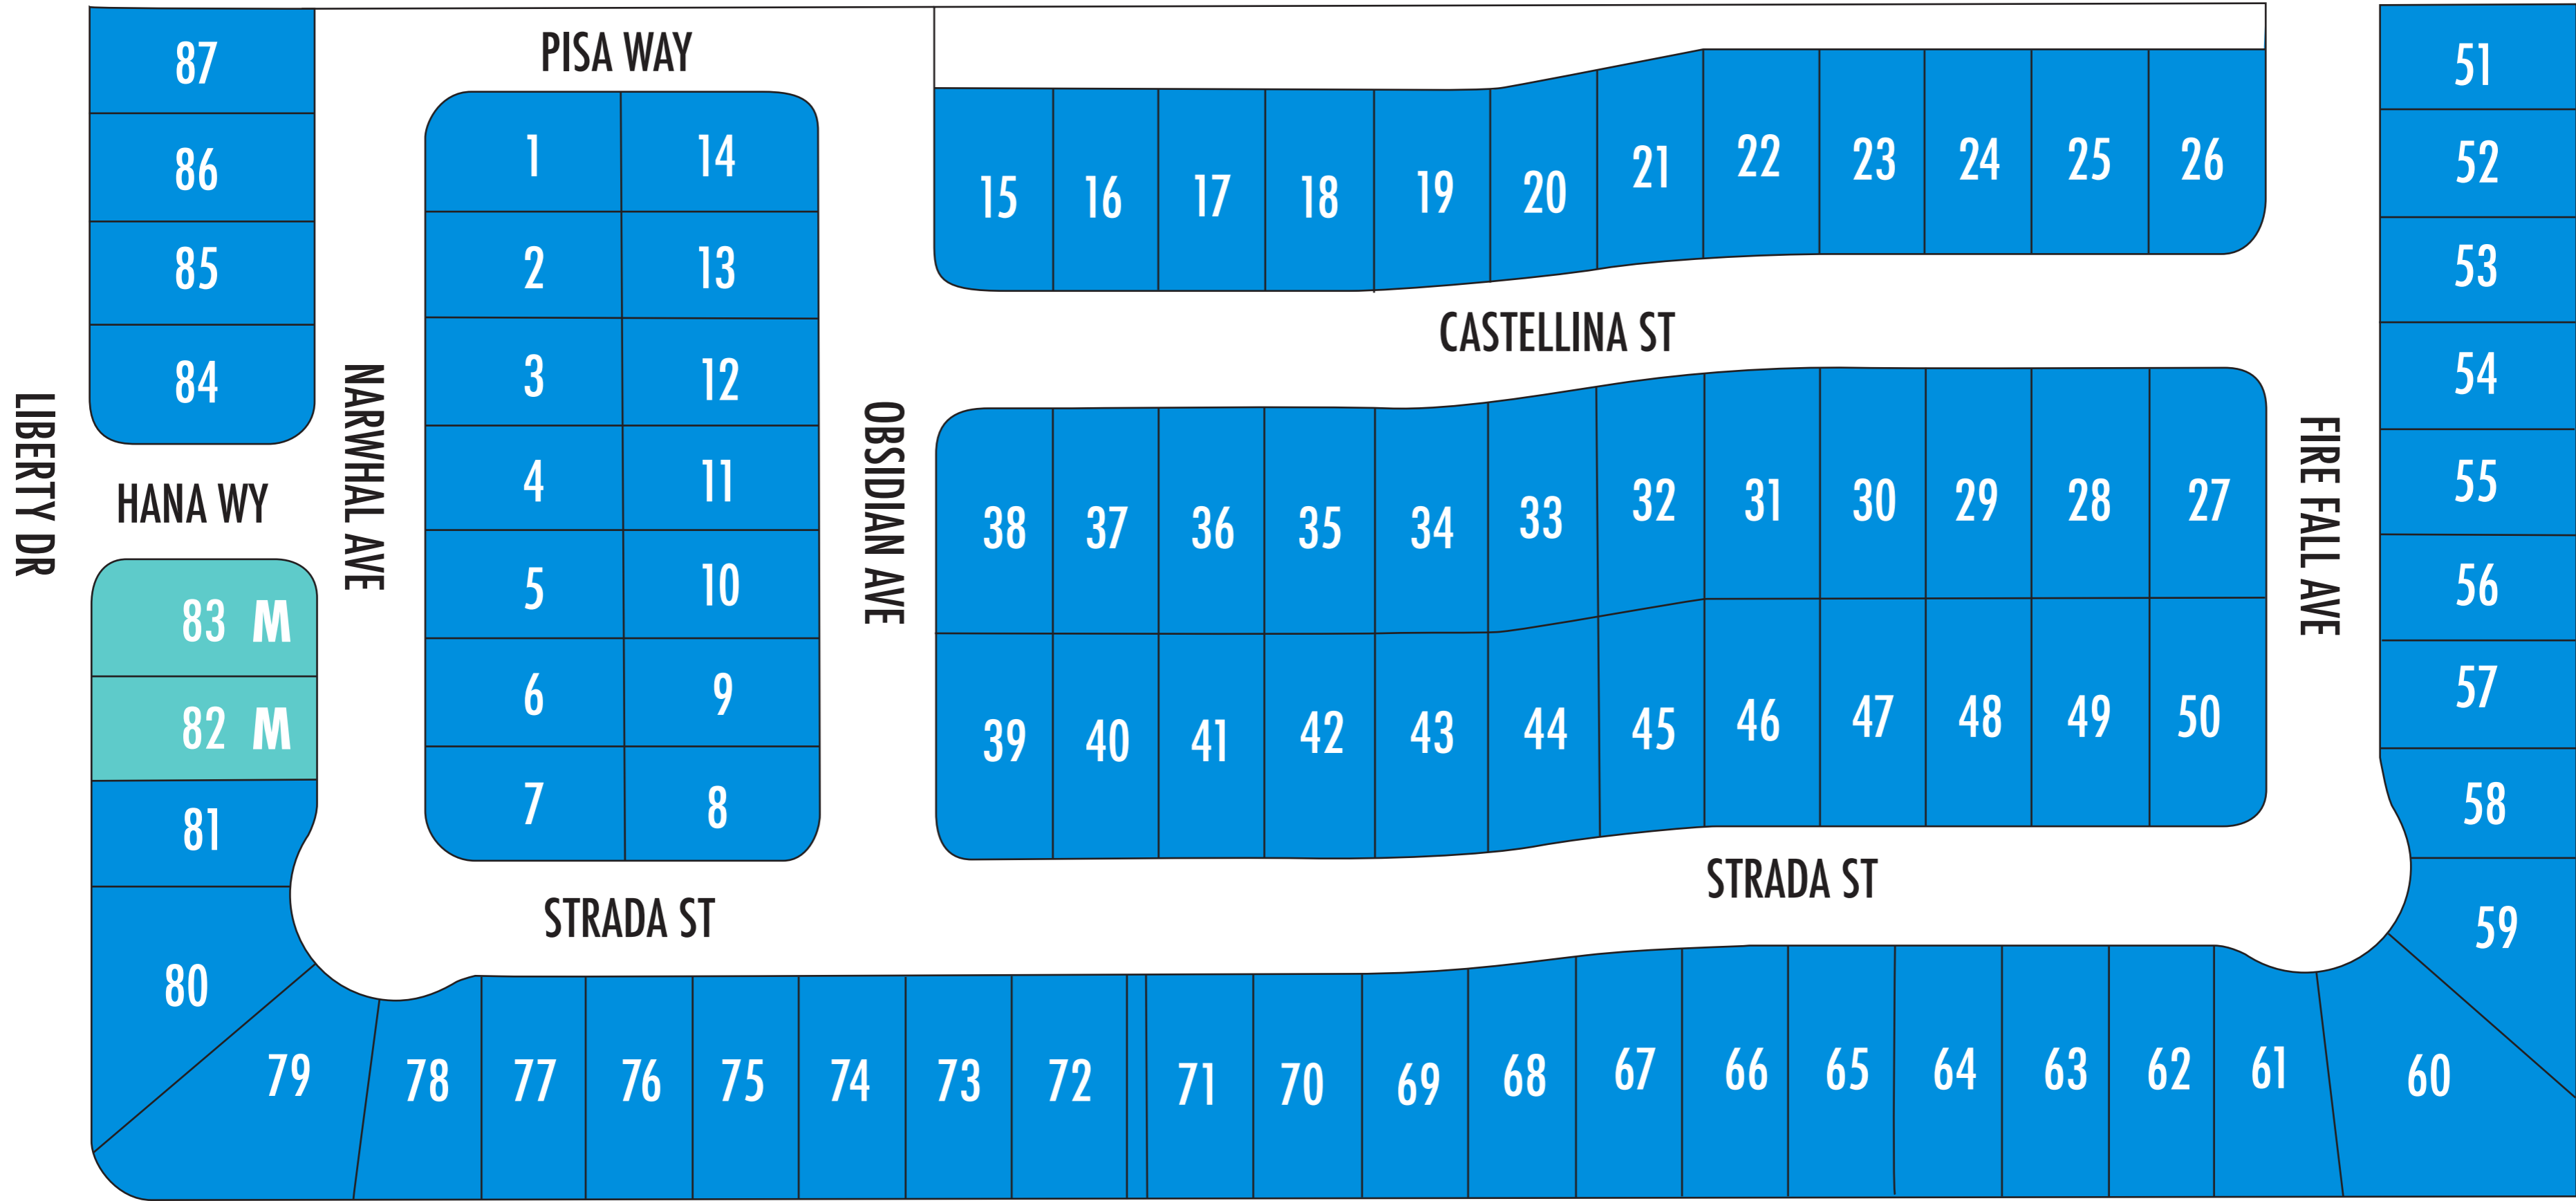 87
86
85
84
LIBERTY DR
HANA WY
83 M
82 M
81
80
79
NARWHAL AVE
PISA WAY
1 14
2 13
3 12
4 11
5 10
6 9
7 8
OBSIDIAN AVE
STRADA ST
15 16 17 18 19 20 21 22 23 24 25 26
CASTELLINA ST
38 37 36 35 34 33 32 31 30 29 28 27
39 40 41 42 43 44 45 46 47 48 49 50
STRADA ST
FIRE FALL AVE
51
52
53
54
55
56
57
58
59
78 77 76 75 74 73 72 71 70 69 68 67 66 65 64 63 62 61 60